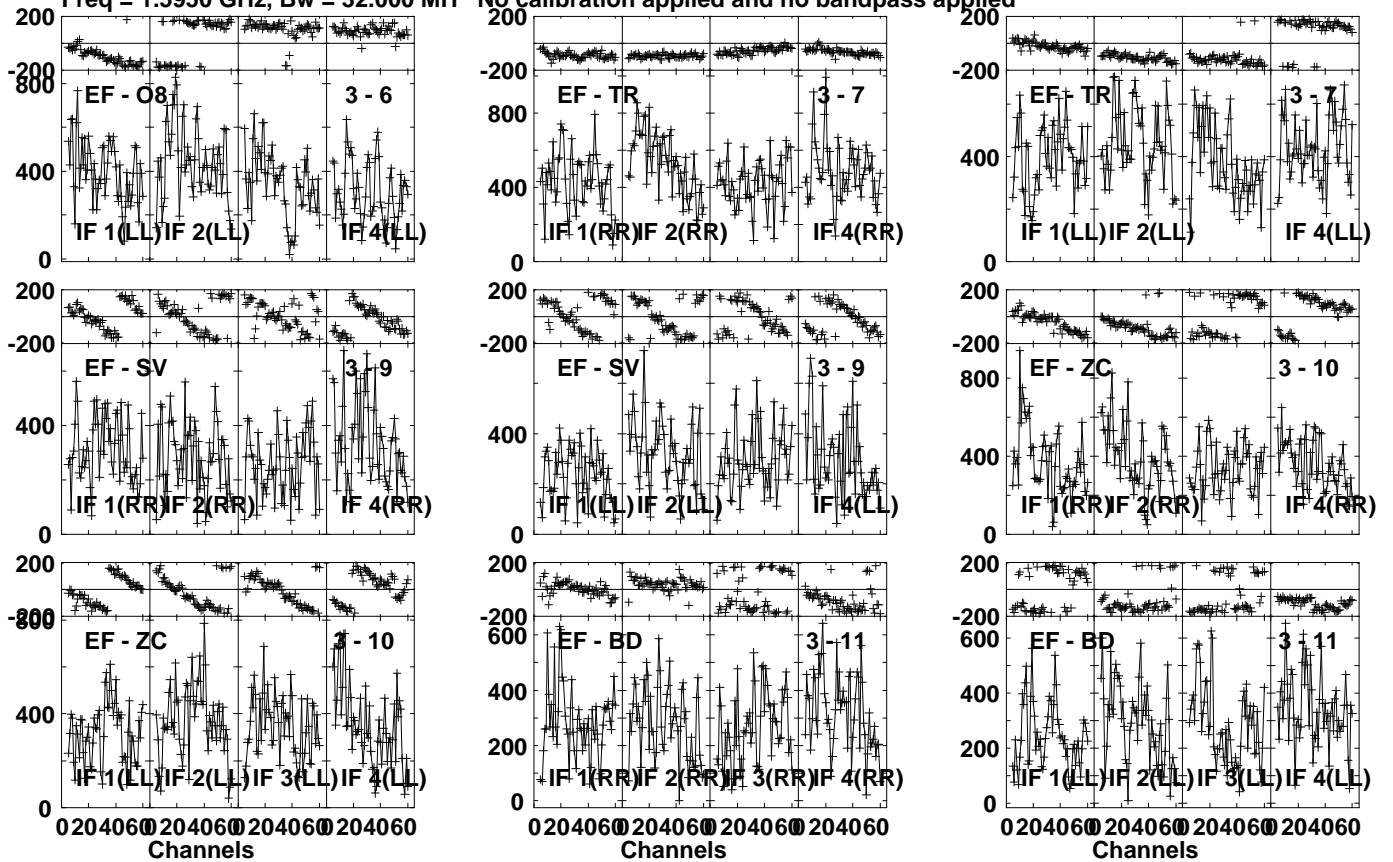 Freq = 1.5950 GHz, Bw = 32.000 MH No calibration applied and no bandpass applied
200
-200
800
400
0
EF - O8
3 - 6
IF 1(LL)
IF 2(LL)
IF 4(LL)
200
-200
800
400
0
EF - TR
3 - 7
IF 1(RR)
IF 2(RR)
IF 4(RR)
200
-200
400
0
EF - TR
3 - 7
IF 1(LL)
IF 2(LL)
IF 4(LL)
200
-200
400
0
EF - SV
3 - 9
IF 1(RR)
IF 2(RR)
IF 4(RR)
200
-200
400
0
EF - SV
3 - 9
IF 1(LL)
IF 2(LL)
IF 4(LL)
200
-200
800
400
0
EF - ZC
3 - 10
IF 1(RR)
IF 2(RR)
IF 4(RR)
200
-200
800
400
0
EF - ZC
3 - 10
IF 1(LL)
IF 2(LL)
IF 3(LL)
IF 4(LL)
0 20 40 60 0 20 40 60 0 20 40 60 0 20 40 60
Channels
200
-200
600
400
200
0
EF - BD
3 - 11
IF 1(RR)
IF 2(RR)
IF 3(RR)
IF 4(RR)
0 20 40 60 0 20 40 60 0 20 40 60 0 20 40 60
Channels
200
-200
600
400
200
0
EF - BD
3 - 11
IF 1(LL)
IF 2(LL)
IF 3(LL)
IF 4(LL)
0 20 40 60 0 20 40 60 0 20 40 60 0 20 40 60
Channels